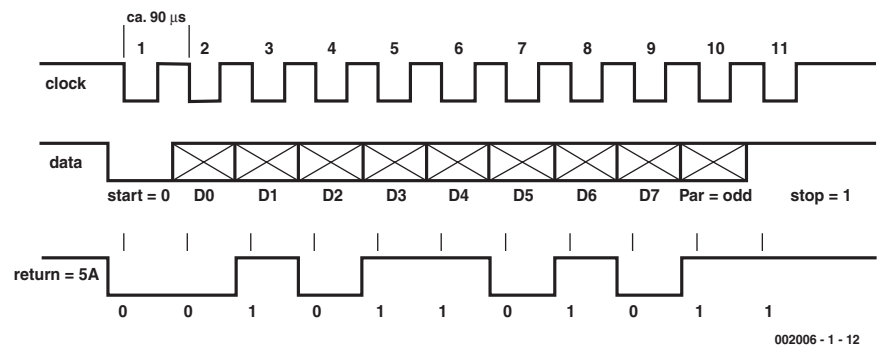 ca. 90 µs
1 2 3 4 5 6 7 8 9 10 11
clock
data
start = 0 D0 D1 D2 D3 D4 D5 D6 D7 Par = odd stop = 1
return = 5A
0 0 1 0 1 1 0 1 0 1 1
002006 - 1 - 12